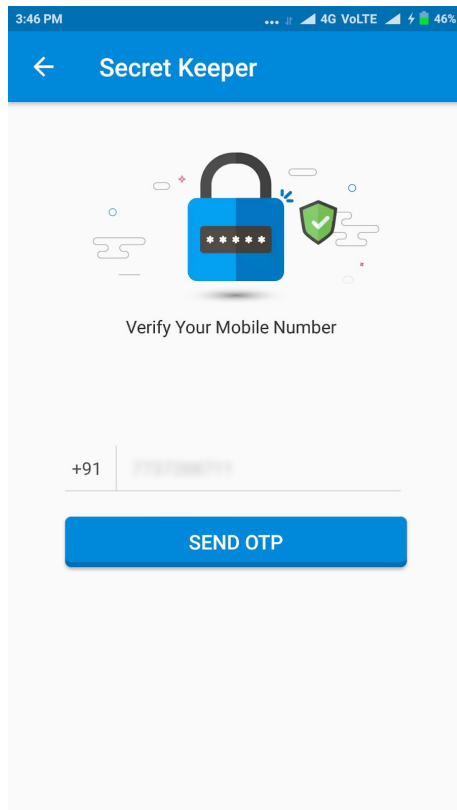 3:46 PM ... 4G VoLTE 46%
Secret Keeper
*****
Verify Your Mobile Number
+91
SEND OTP